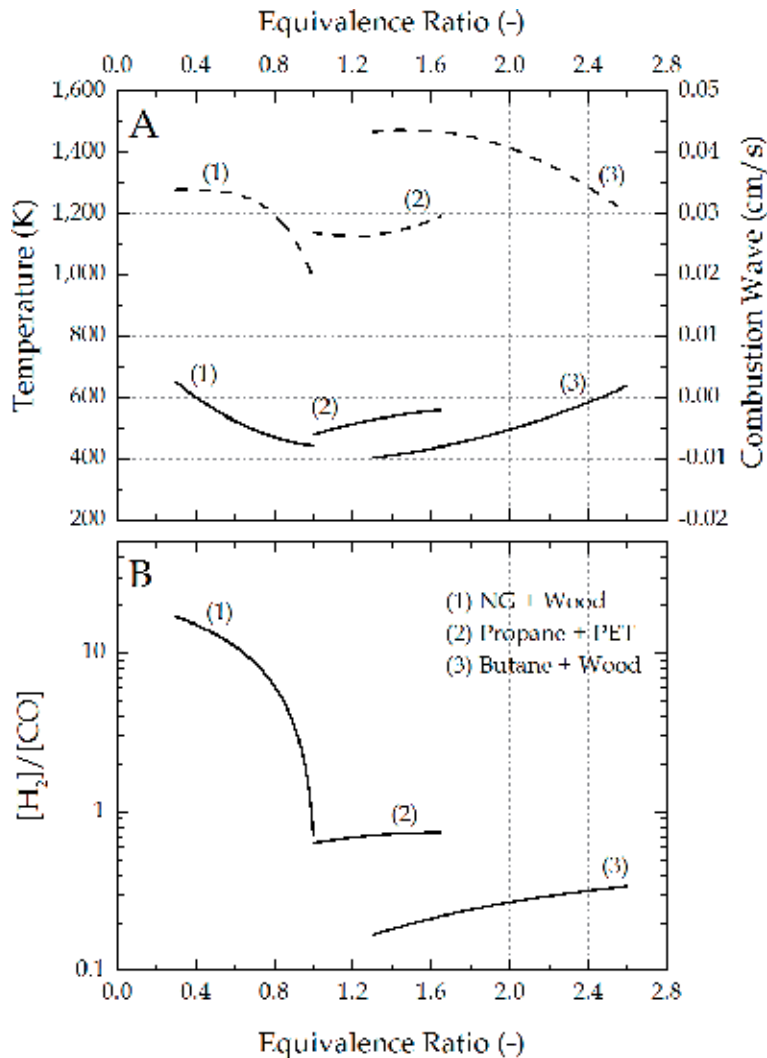 Equivalence Ratio (-)
0.0 0.4 0.8 1.2 1.6 2.0 2.4 2.8
1,600 0.05
A
1,400 0.04
(1) (2) (3)
1,200 0.03
1,000 0.02
800 0.01
600 0.00
(1) (2) (3)
400 -0.01
200 -0.02
Temperature (K)
Combustion Wave (cm/s)
B
(1) (1) NG + Wood
(2) Propane + PET
10
(3) Butane + Wood
1
(2)
(3)
0.1
[H2]/[CO]
0.0 0.4 0.8 1.2 1.6 2.0 2.4 2.8
Equivalence Ratio (-)